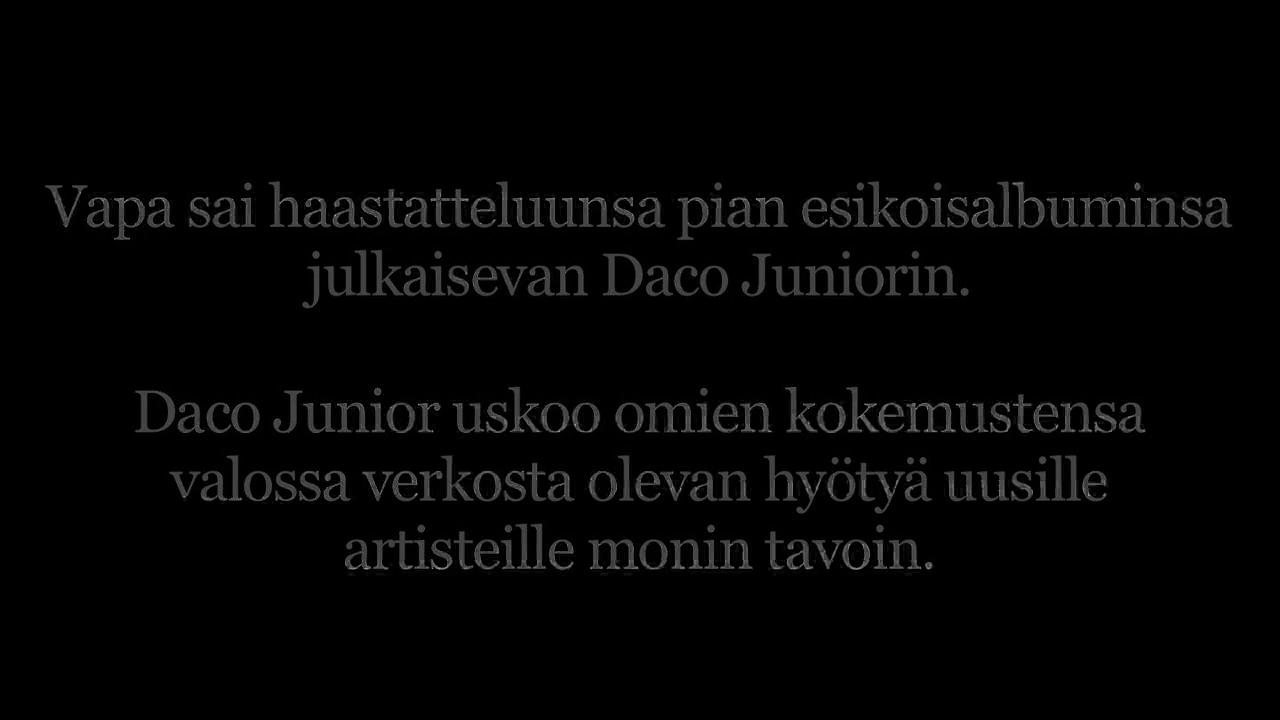 Vapa sai haastatteluunsa pian esikoisalbuminsa
julkaisevan Daco Juniorin.
Daco Junior uskoo omien kokemustensa
valossa verkosta olevan hyötyä uusille
artisteille monin tavoin.